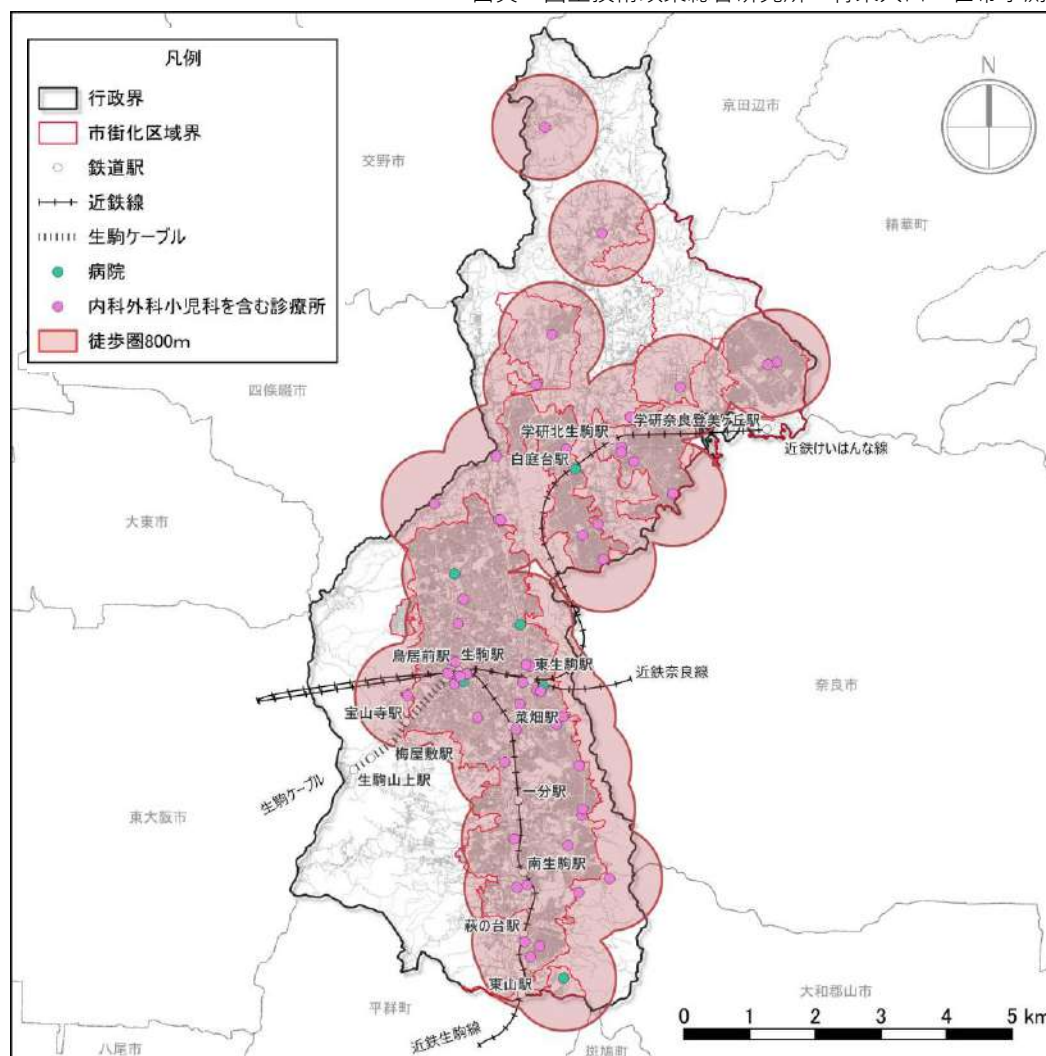 凡例
行政界
市街化区域界
鉄道駅
近鉄線
生駒ケーブル
病院
内科外科小児科を含む診療所
徒歩圏800m
N
京田辺市
交野市
精華町
四條畷市
学研奈良登美ケ丘駅
学研北生駒駅
近鉄けいはんな線
白庭台駅
大東市
鳥居前駅
生駒駅
東生駒駅
近鉄奈良線
奈良市
宝山寺駅
菜畑駅
梅屋敷駅
生駒山上駅
生駒ケーブル
一分駅
東大阪市
南生駒駅
萩の台駅
東山駅
大和郡山市
平群町
0 1 2 3 4 5 km
近鉄生駒線
八尾市
斑鳩町